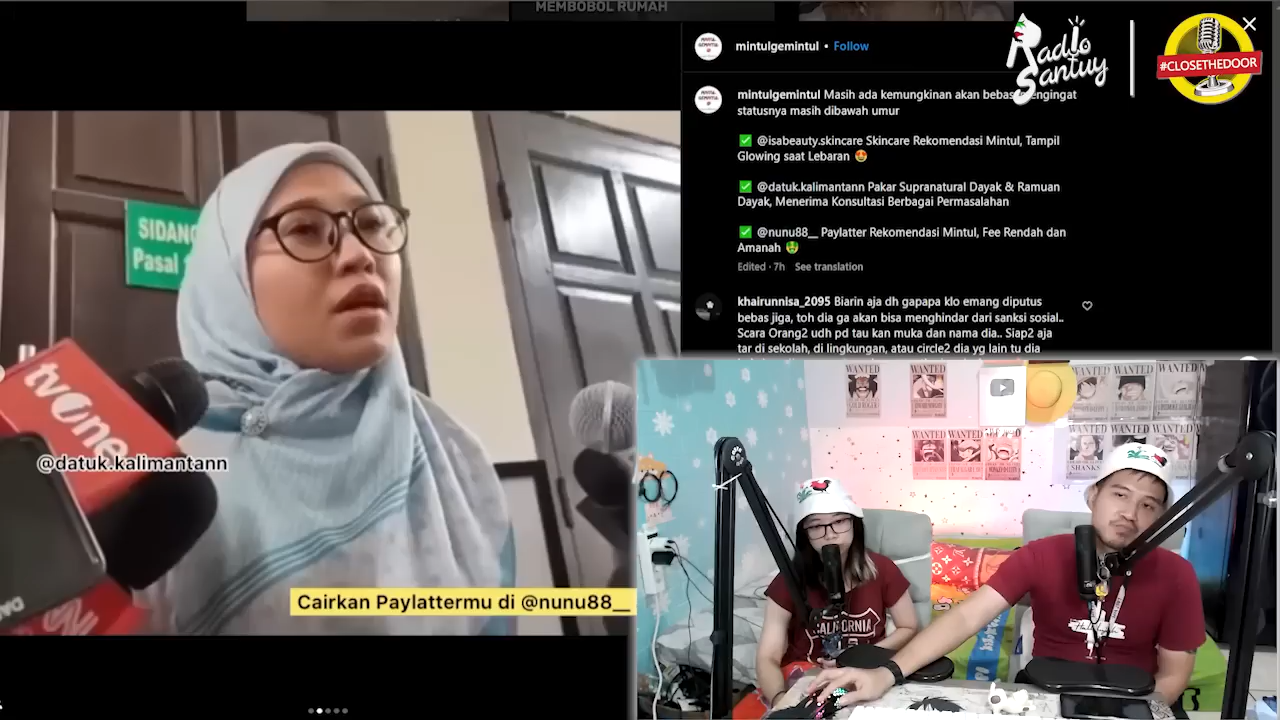 MEMBOBOL RUMAH
mintulgemintul • Follow
Radio Santuy
#CLOSETHEDOOR
mintulgemintul Masih ada kemungkinan akan bebas mengingat
statusnya masih dibawah umur
✅ @isabeauty.skincare Skincare Rekomendasi Mintul, Tampil
Glowing saat Lebaran 🤩
✅ @datuk.kalimantann Pakar Supranatural Dayak & Ramuan
Dayak, Menerima Konsultasi Berbagai Permasalahan
✅ @nunu88__ Paylatter Rekomendasi Mintul, Fee Rendah dan
Amanah 🤑
Edited · 7h See translation
khairunnisa_2095 Biarin aja dh gapapa klo emang diputus
bebas jiga, toh dia ga akan bisa menghindar dari sanksi sosial..
Scara Orang2 udh pd tau kan muka dan nama dia.. Siap2 aja
tar di sekolah, di lingkungan, atau circle2 dia yg lain tu dia
SIDANG
Pasal
tvOne
@datuk.kalimantann
Cairkan Paylattermu di @nunu88__
WANTED
WANTED
WANTED
WANTED
WANTED
WANTED
SHANKS
CALIFORNIA